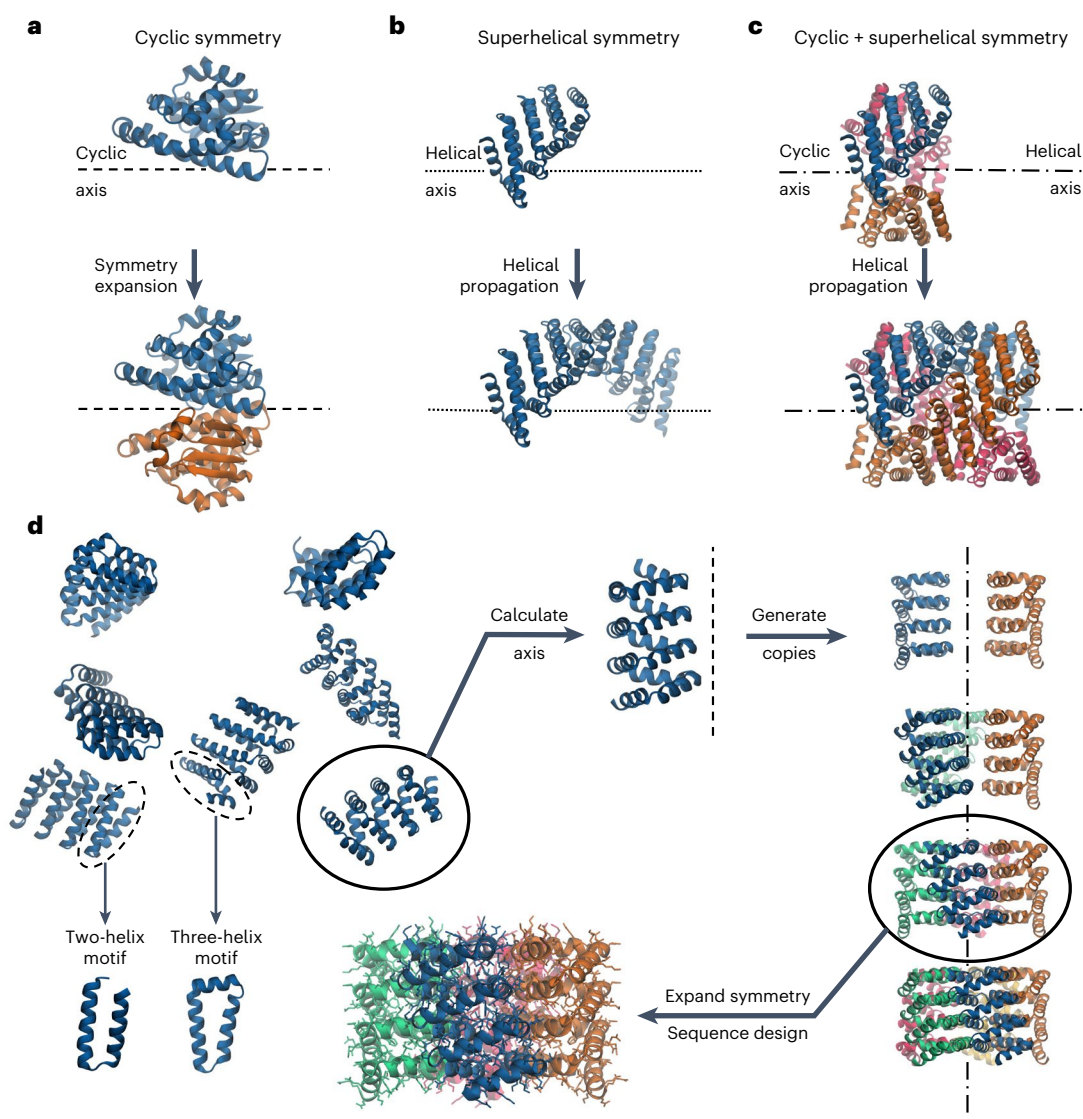 a
Cyclic symmetry
Cyclic
axis
Symmetry
expansion
b
Superhelical symmetry
Helical
axis
Helical
propagation
c
Cyclic + superhelical symmetry
Cyclic
axis
Helical
axis
Helical
propagation
d
Calculate
axis
Generate
copies
Two-helix
motif
Three-helix
motif
Expand symmetry
Sequence design